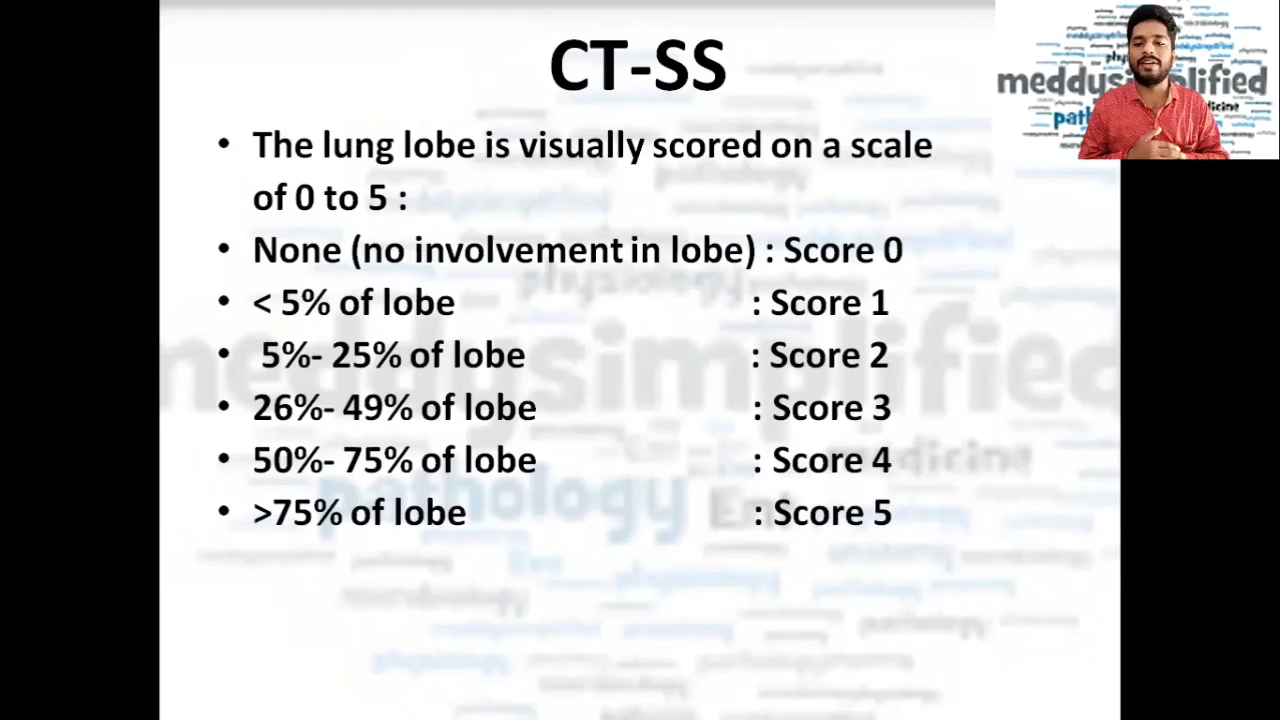 CT-SS
meddysimplified
• The lung lobe is visually scored on a scale
of 0 to 5 :
• None (no involvement in lobe) : Score 0
• < 5% of lobe : Score 1
• 5%- 25% of lobe : Score 2
• 26%- 49% of lobe : Score 3
• 50%- 75% of lobe : Score 4
• >75% of lobe : Score 5